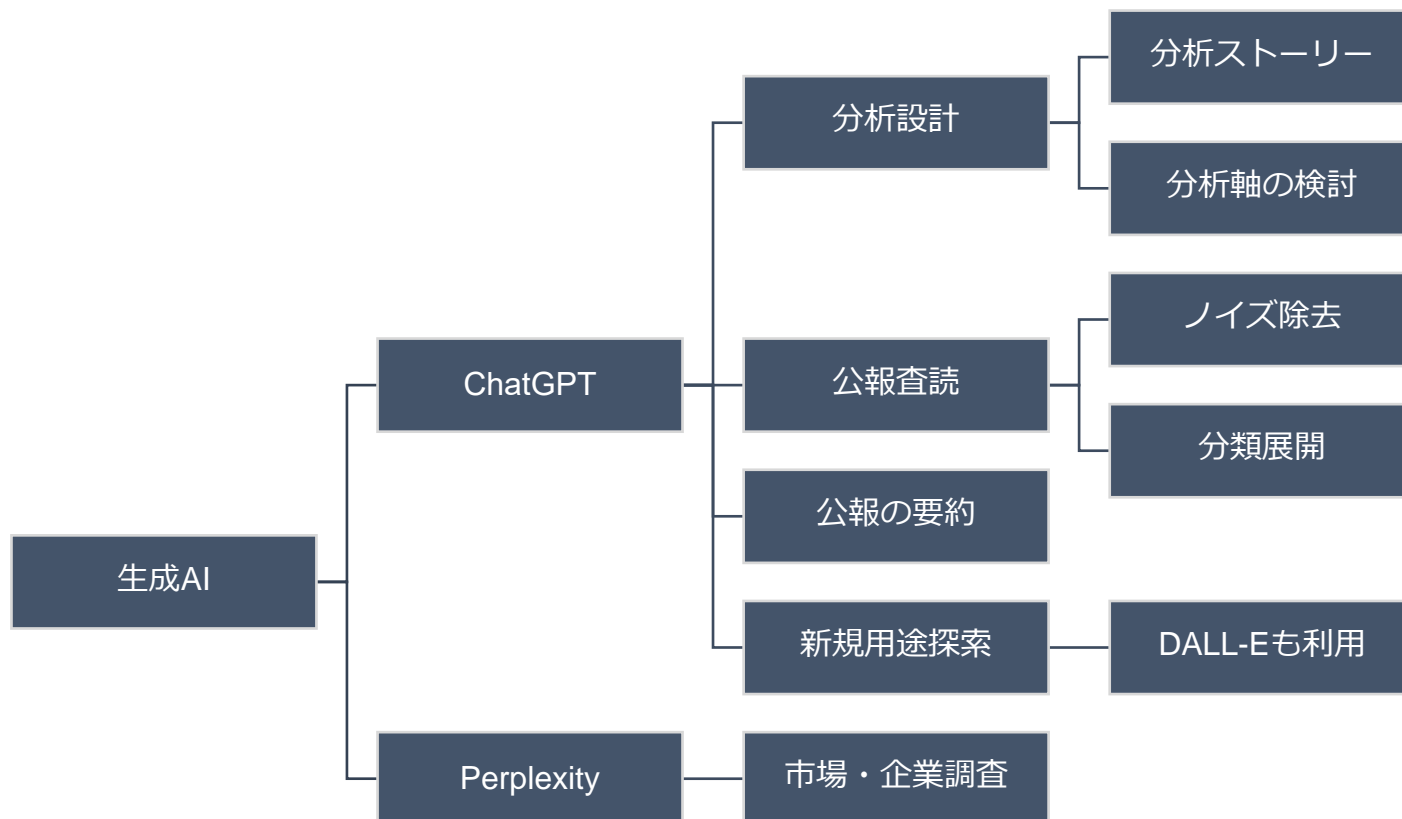 生成AI
ChatGPT
分析設計
分析ストーリー
分析軸の検討
公報査読
ノイズ除去
分類展開
公報の要約
新規用途探索
DALL-Eも利用
Perplexity
市場・企業調査